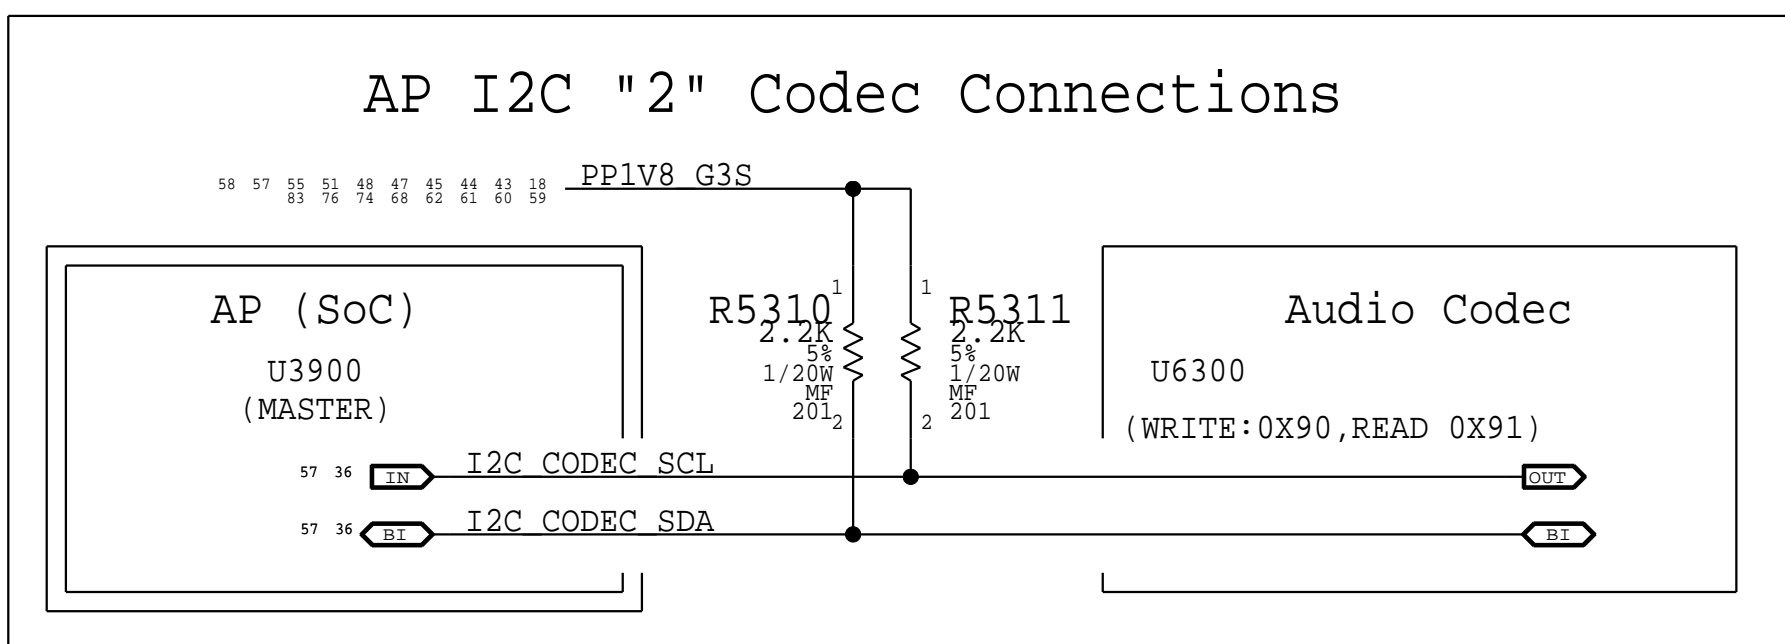 AP I2C "2" Codec Connections
PP1V8_G3S
58 57 55 51 48 47 45 44 43 18
83 76 74 68 62 61 60 59
AP (SoC)
U3900
(MASTER)
R5310
2.2K
5%
1/20W
MF
201
1
2
R5311
2.2K
5%
1/20W
MF
201
1
2
Audio Codec
U6300
(WRITE:0X90,READ 0X91)
57 36 IN I2C_CODEC_SCL OUT
57 36 BI I2C_CODEC_SDA BI